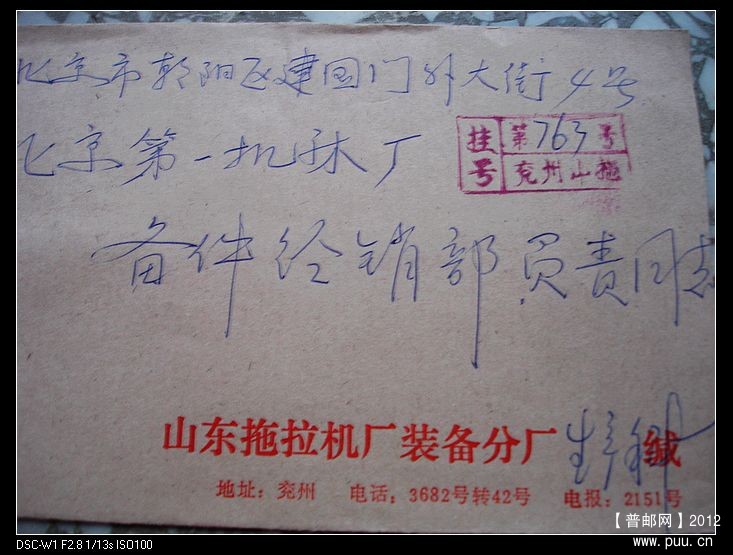 北京市朝阳区建国门外大街4号
北京第一机床厂
挂号
第763号
兖州山拖
备件经销部负责同志
山东拖拉机厂装备分厂生产科缄
地址：兖州 电话：3682号转42号 电报：2151号
【普邮网】2012
www.puu.cn
DSC-W1 F2.8 1/13s ISO100